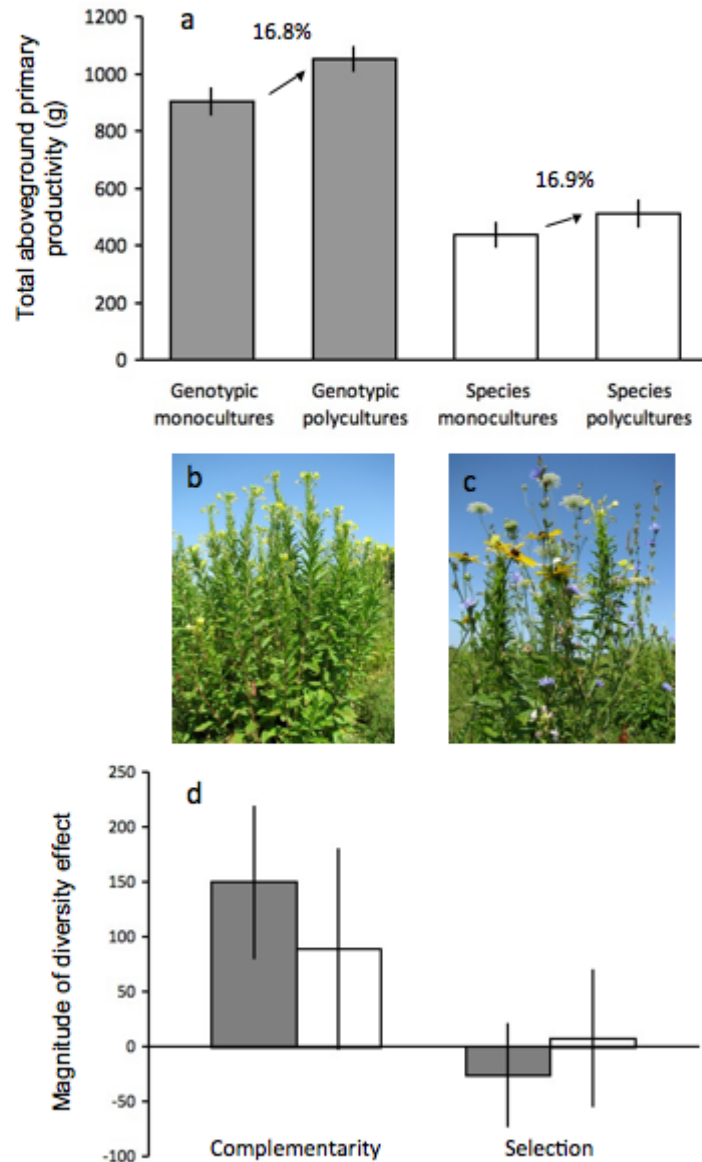 a
Total aboveground primary
productivity (g)
1200
1000
800
600
400
200
0
16.8%
16.9%
Genotypic
monocultures
Genotypic
polycultures
Species
monocultures
Species
polycultures
b
c
d
Magnitude of diversity effect
250
200
150
100
50
0
-50
-100
Complementarity
Selection